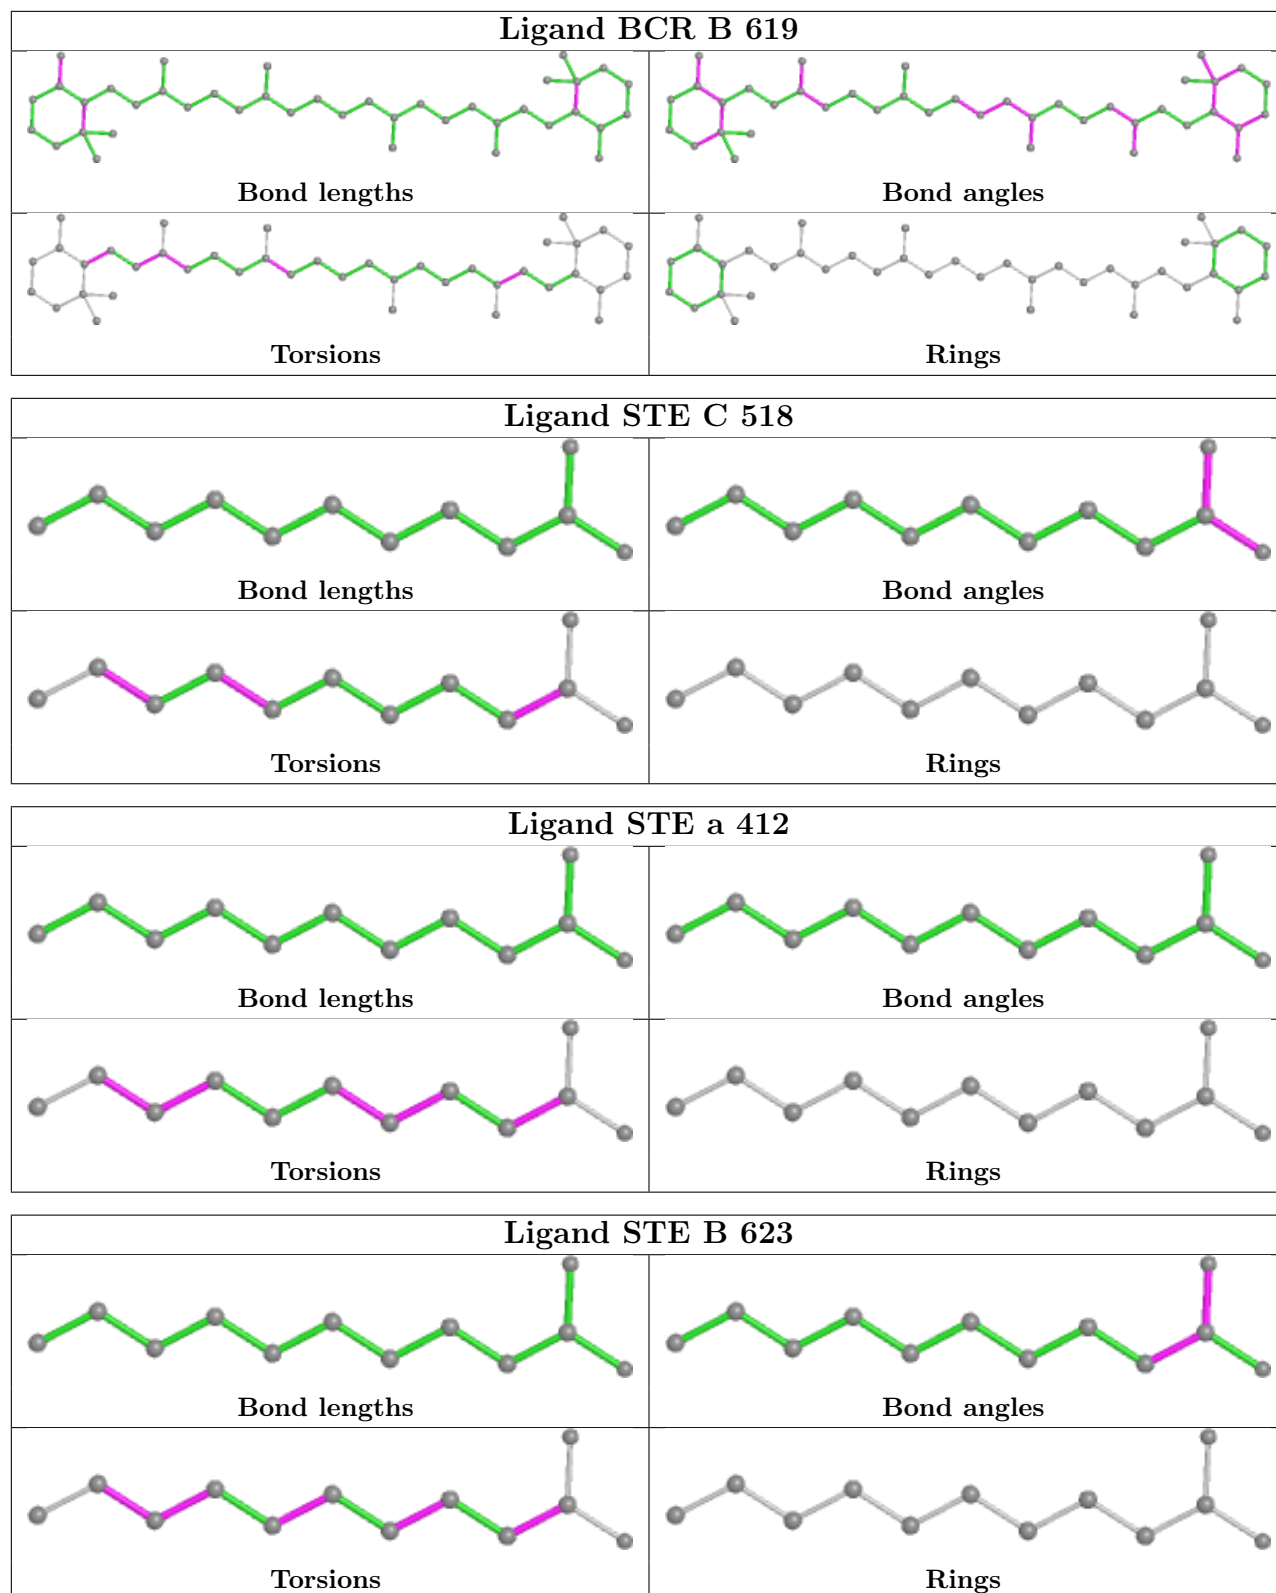 Ligand BCR B 619
Bond lengths
Bond angles
Torsions
Rings
Ligand STE C 518
Bond lengths
Bond angles
Torsions
Rings
Ligand STE a 412
Bond lengths
Bond angles
Torsions
Rings
Ligand STE B 623
Bond lengths
Bond angles
Torsions
Rings